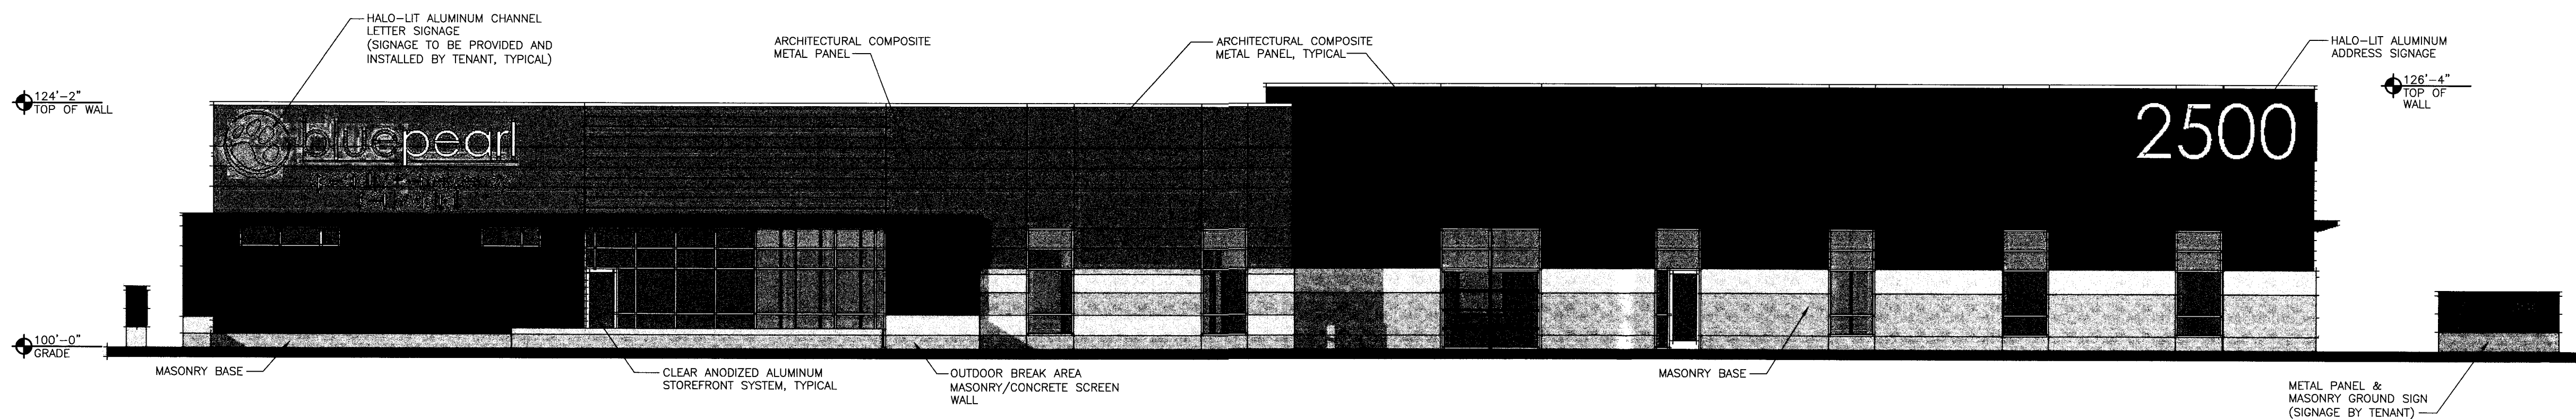 HALO-LIT ALUMINUM CHANNEL
LETTER SIGNAGE
(SIGNAGE TO BE PROVIDED AND
INSTALLED BY TENANT, TYPICAL)
ARCHITECTURAL COMPOSITE
METAL PANEL
ARCHITECTURAL COMPOSITE
METAL PANEL, TYPICAL
HALO-LIT ALUMINUM
ADDRESS SIGNAGE
124'-2"
TOP OF WALL
126'-4"
TOP OF
WALL
bluepearl
2500
100'-0"
GRADE
MASONRY BASE
CLEAR ANODIZED ALUMINUM
STOREFRONT SYSTEM, TYPICAL
OUTDOOR BREAK AREA
MASONRY/CONCRETE SCREEN
WALL
MASONRY BASE
METAL PANEL &
MASONRY GROUND SIGN
(SIGNAGE BY TENANT)